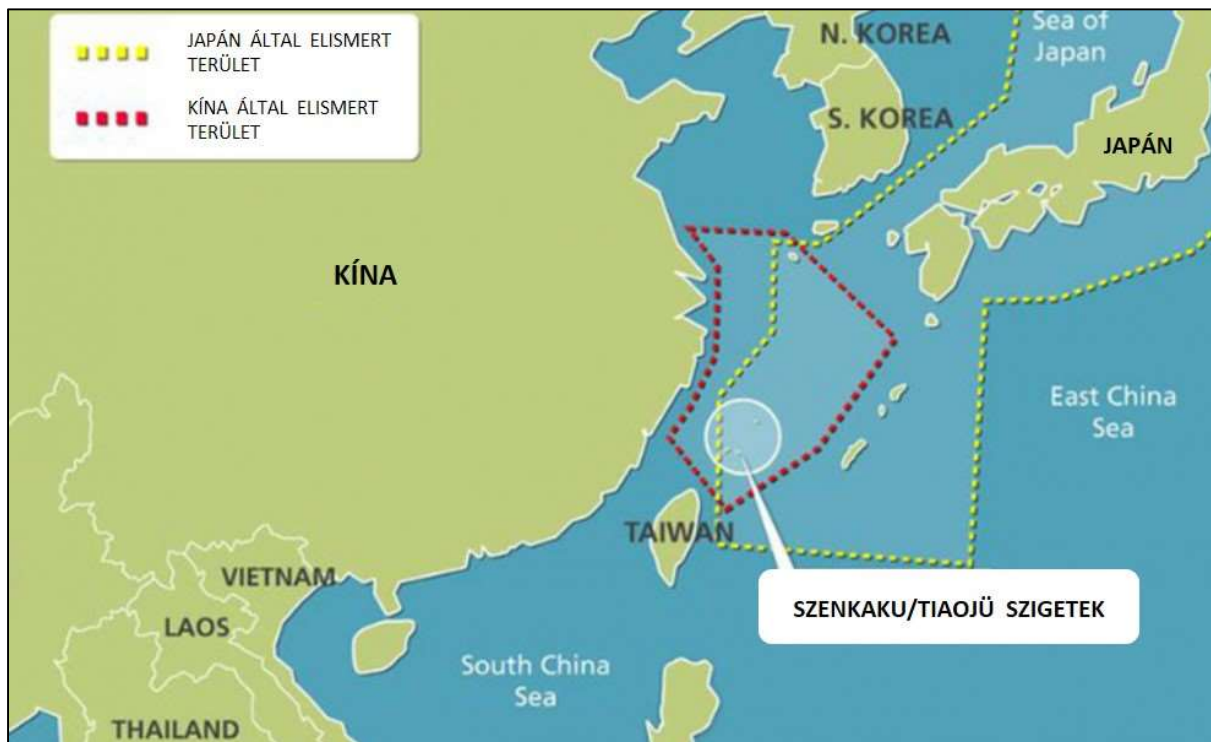 JAPÁN ÁLTAL ELISMERT
TERÜLET
KÍNA ÁLTAL ELISMERT
TERÜLET
N. KOREA
Sea of
Japan
S. KOREA
JAPÁN
KÍNA
East China
Sea
TAIWAN
VIETNAM
SZENKAKU/TIAOJÜ SZIGETEK
LAOS
South China
Sea
THAILAND